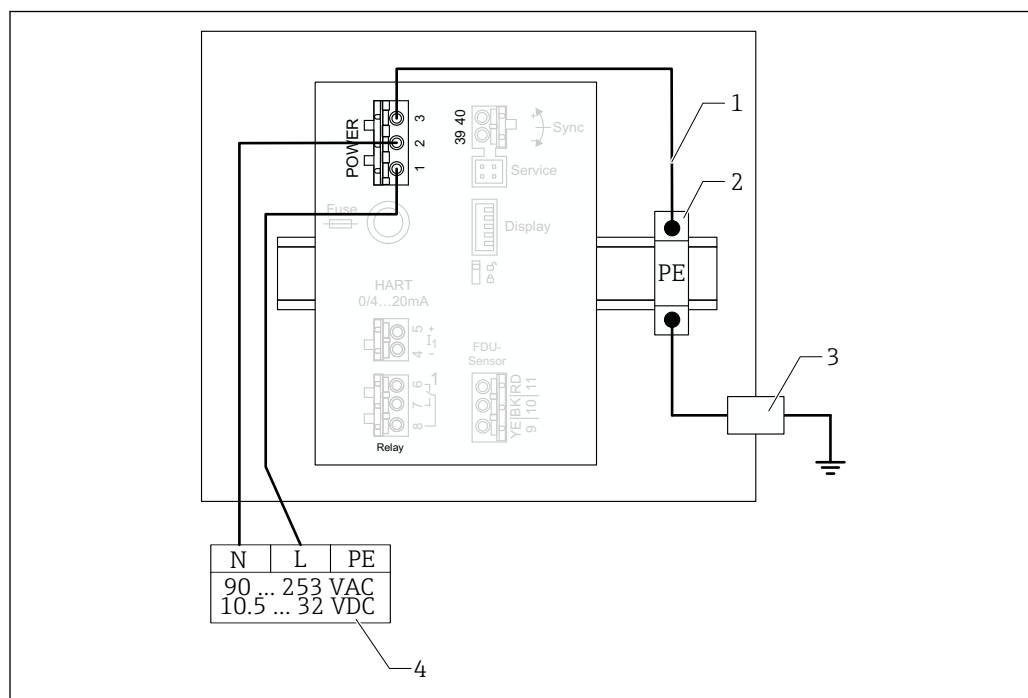 POWER
3
2
1
39 40
Sync
+
-
Service
Fuse
Display
HART
0/4...20mA
5
4
+
I1
-
FDU-
Sensor
6
7
8
1
Relay
YE|BK|RD
9 |10| 11
PE
1
2
3
N L PE
90 ... 253 VAC
10.5 ... 32 VDC
4